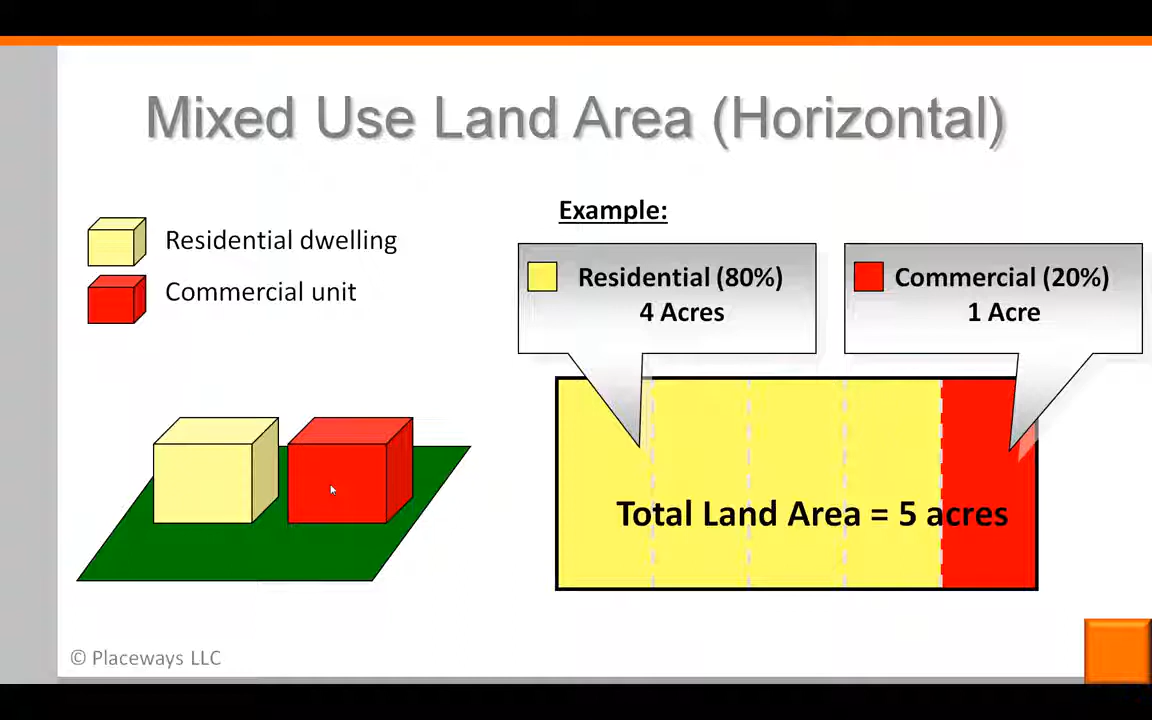 Mixed Use Land Area (Horizontal)
Residential dwelling
Commercial unit
Example:
Residential (80%)
4 Acres
Commercial (20%)
1 Acre
Total Land Area = 5 acres
© Placeways LLC